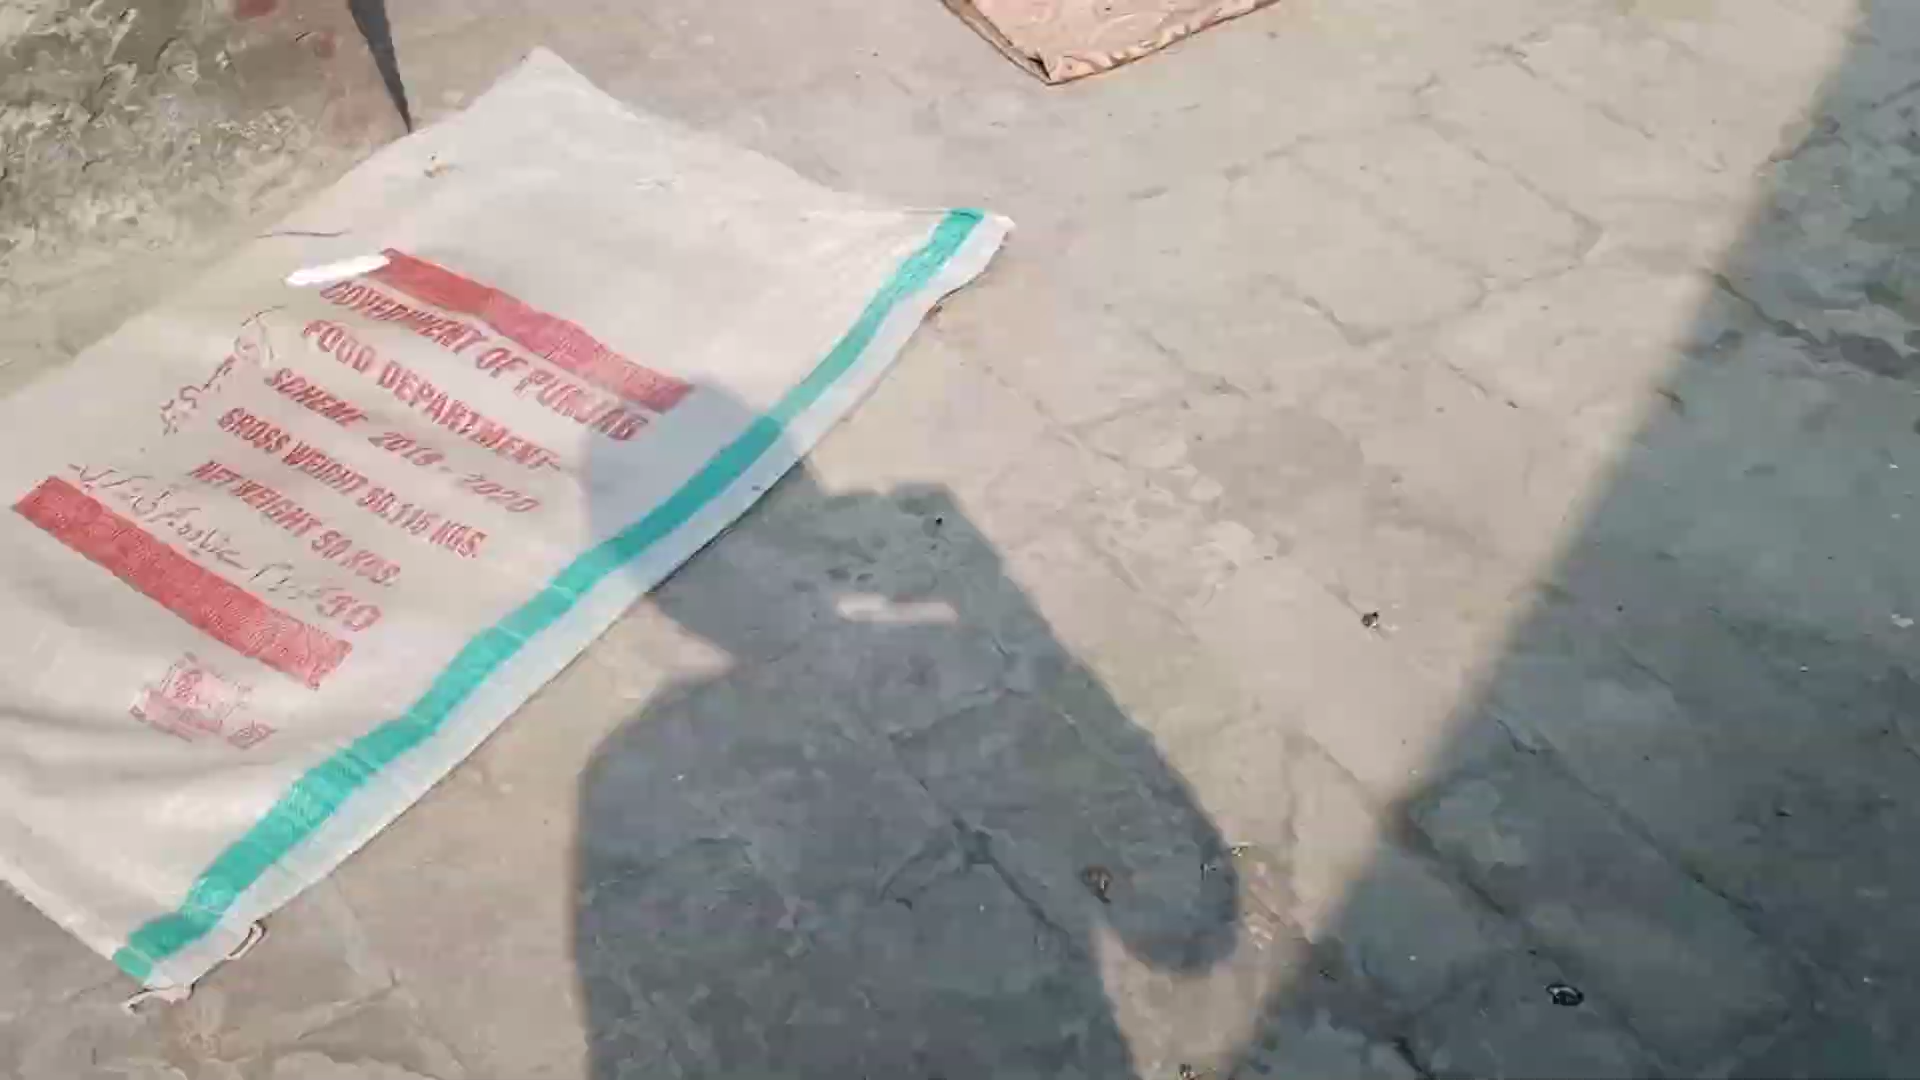 GOVERNMENT OF PUNJAB
FOOD DEPARTMENT
SCHEME 2019-2020
GROSS WEIGHT 50.115 KGS.
NET WEIGHT 50 KGS.